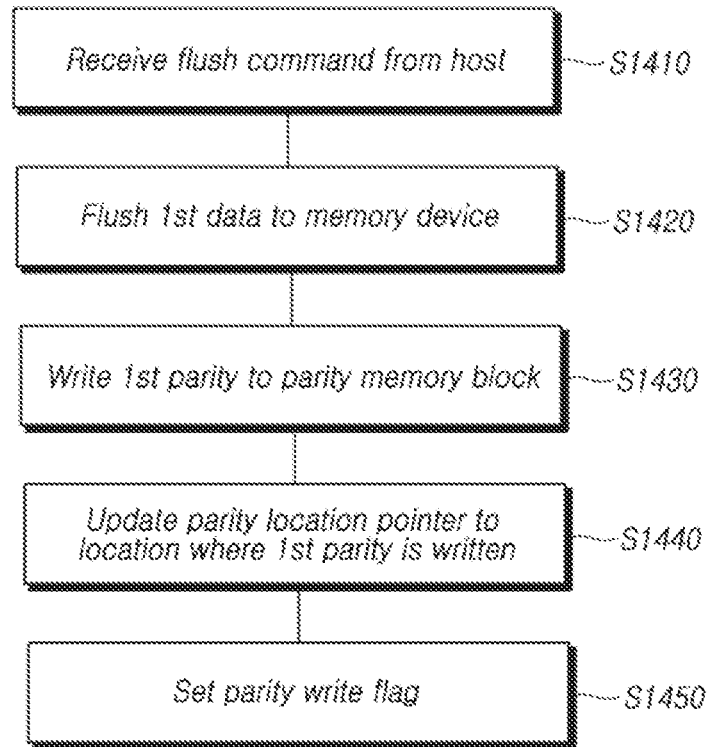 Receive flush command from host
S1410
Flush 1st data to memory device
S1420
Write 1st parity to parity memory block
S1430
Update parity location pointer to
location where 1st parity is written
S1440
Set parity write flag
S1450